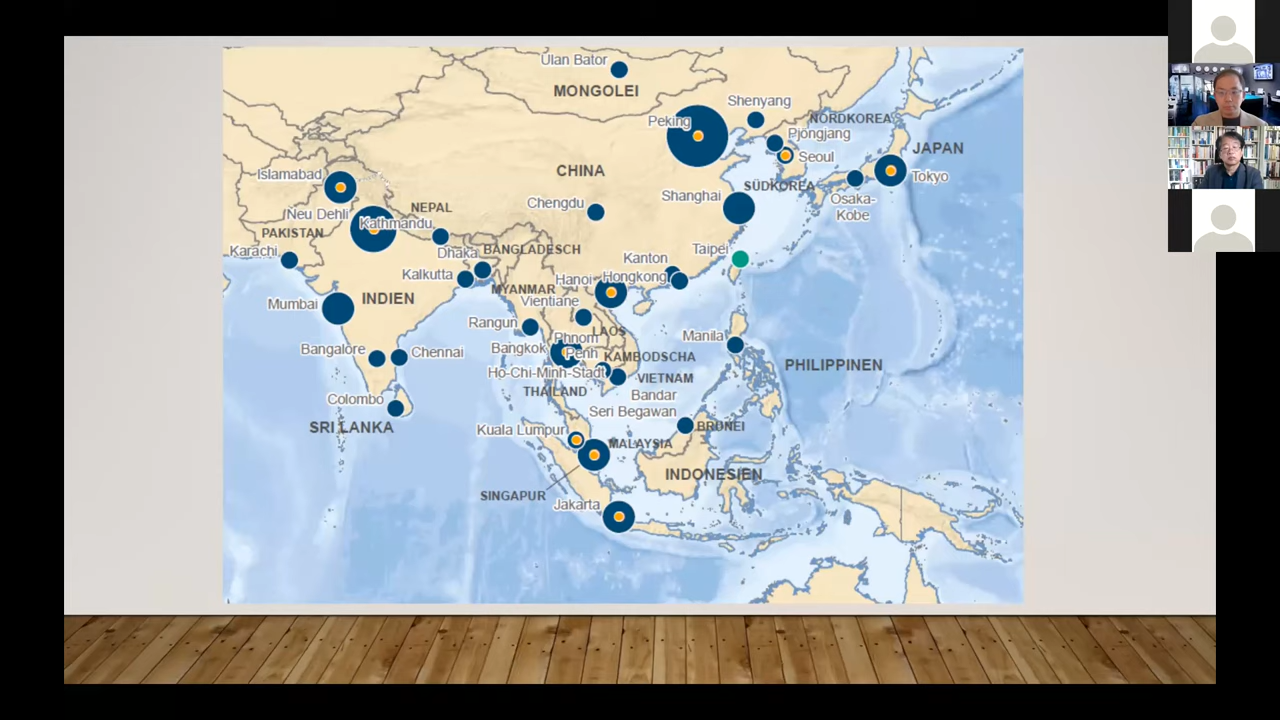 Ulan Bator
MONGOLEI
Shenyang
Peking
NORDKOREA
Pjöngjang
JAPAN
Seoul
CHINA
Islamabad
Tokyo
SÜDKOREA
Shanghai
Osaka-
Kobe
Chengdu
NEPAL
Neu Dehli
Kathmandu
PAKISTAN
Karachi
BANGLADESCH
Dhaka
Taipei
Kanton
Kalkutta
Hanoi
Hongkong
MYANMAR
Mumbai
INDIEN
Vientiane
Rangun
LAOS
Manila
Phnom
Penh
Bangkok
Bangalore
Chennai
KAMBODSCHA
PHILIPPINEN
Ho-Chi-Minh-Stadt
VIETNAM
THAILAND
Colombo
Bandar
Seri Begawan
SRI LANKA
BRUNEI
Kuala Lumpur
MALAYSIA
INDONESIEN
SINGAPUR
Jakarta